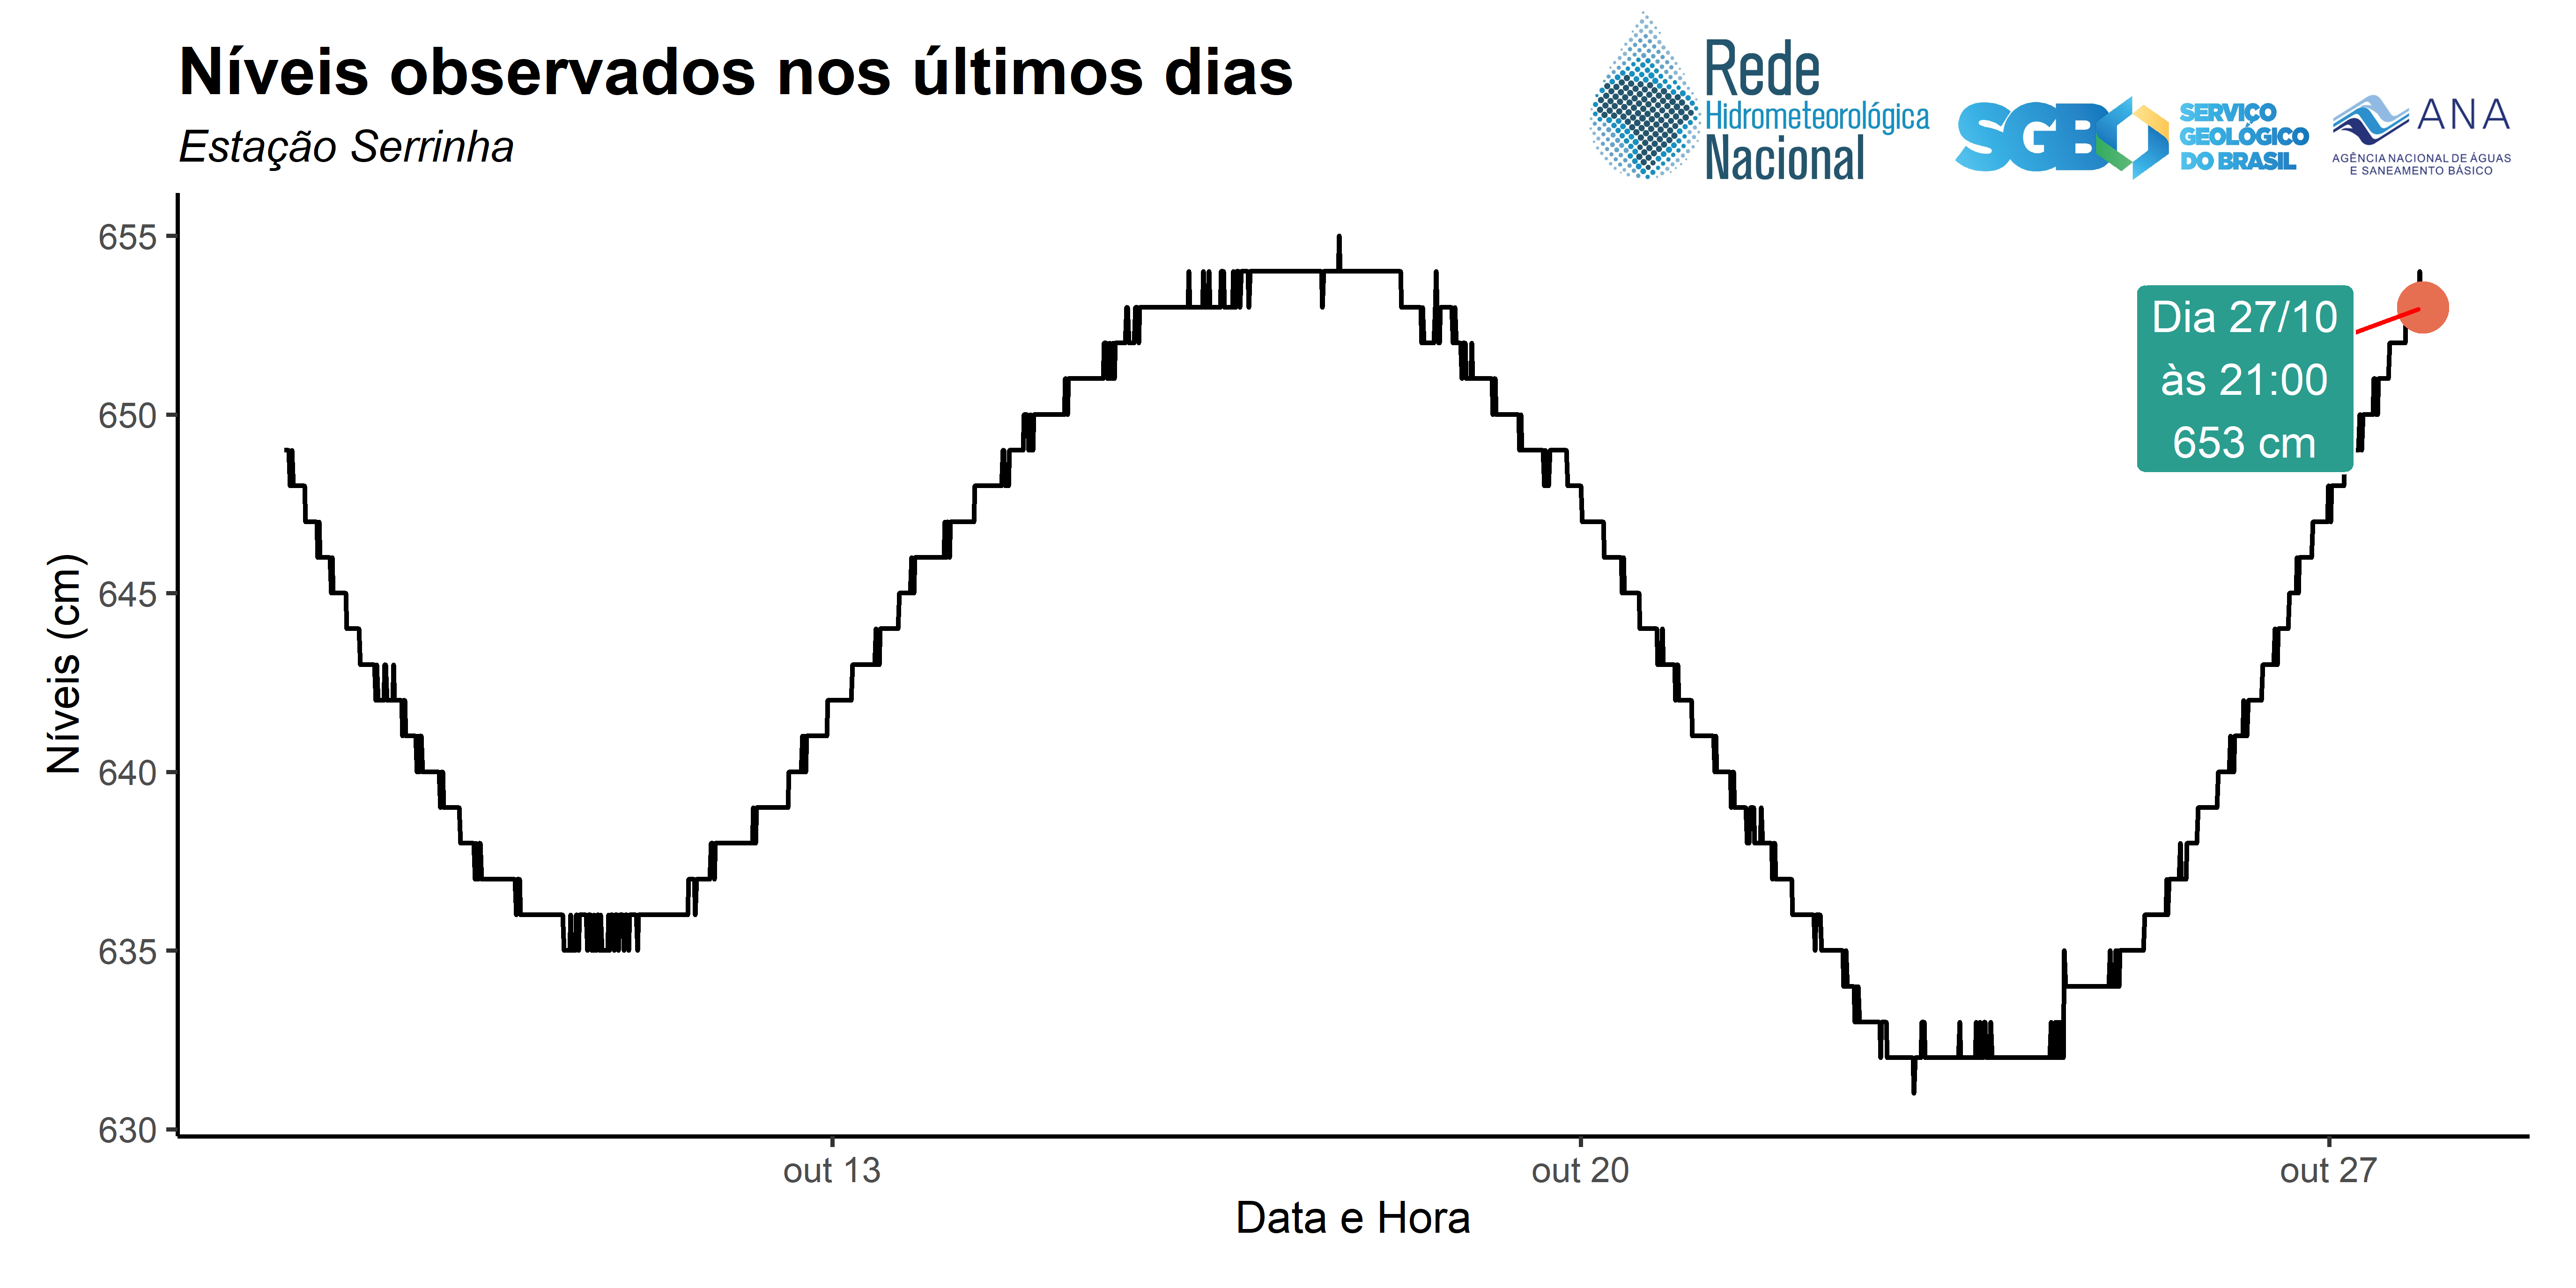 Níveis observados nos últimos dias
Estação Serrinha
Rede
Hidrometeorológica
Nacional
SGB
SERVIÇO
GEOLÓGICO
DO BRASIL
ANA
AGÊNCIA NACIONAL DE ÁGUAS
E SANEAMENTO BÁSICO
655
650
645
640
635
630
Níveis (cm)
Dia 27/10
às 21:00
653 cm
out 13
out 20
out 27
Data e Hora